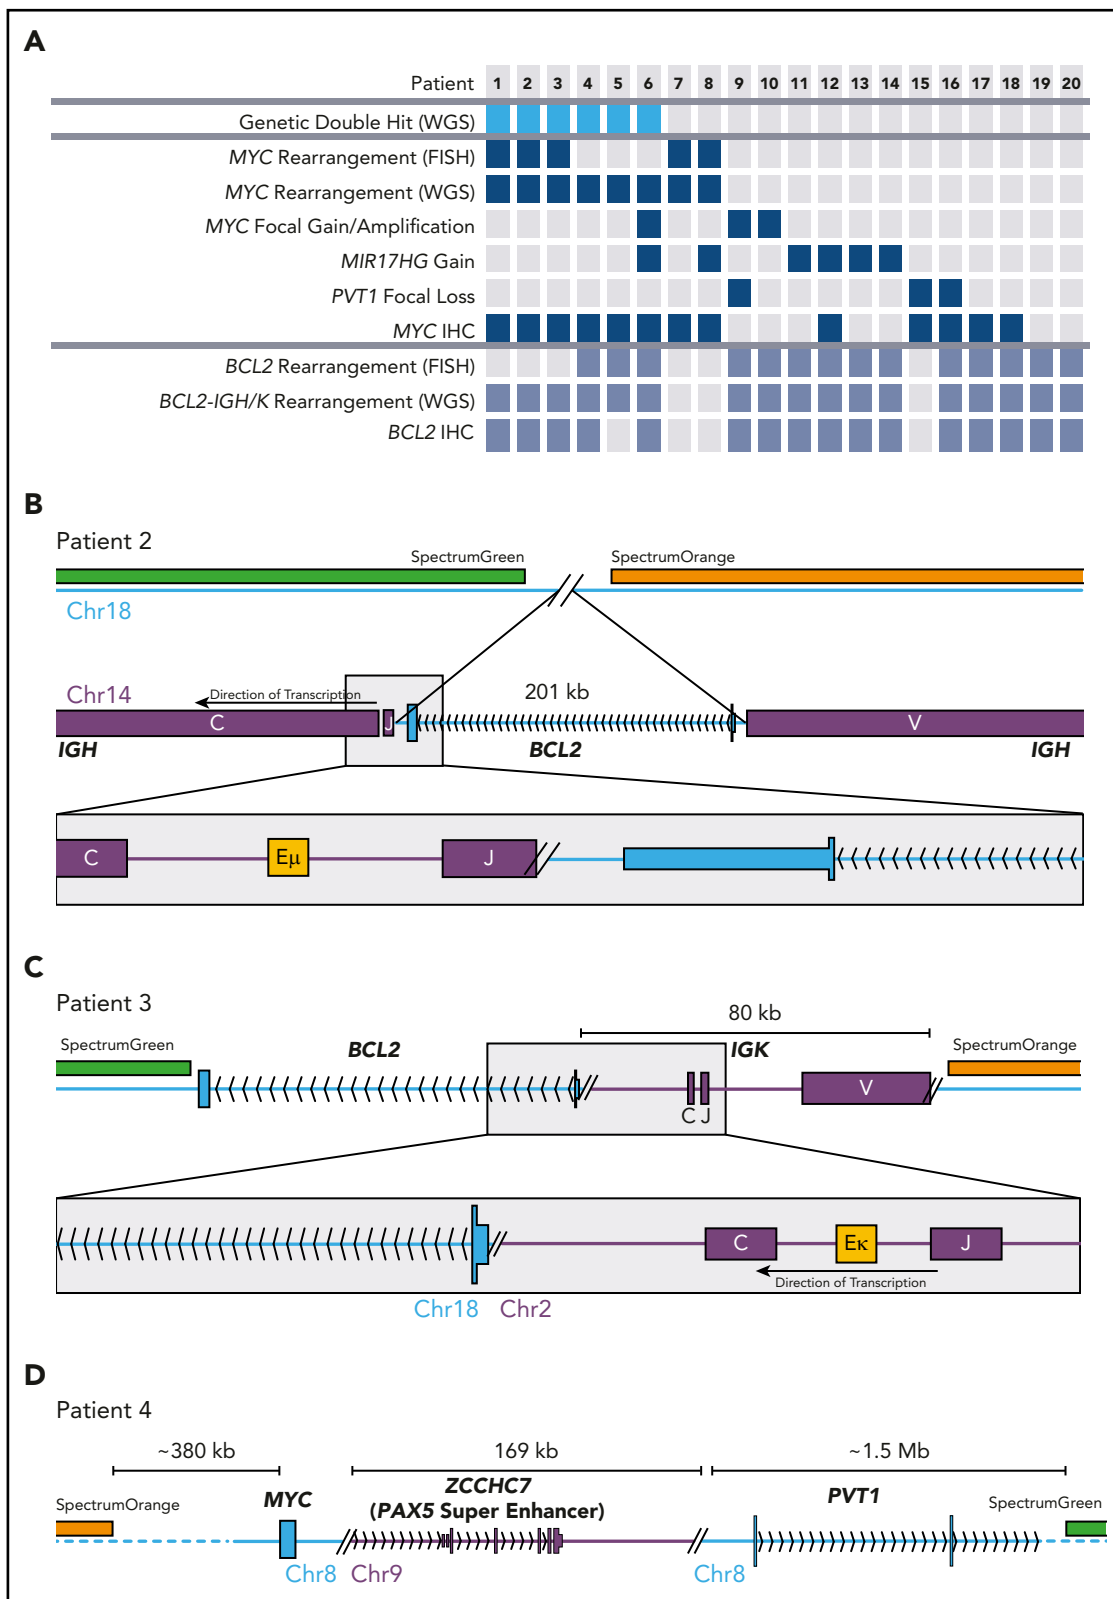 A
Patient 1 2 3 4 5 6 7 8 9 10 11 12 13 14 15 16 17 18 19 20
Genetic Double Hit (WGS)
MYC Rearrangement (FISH)
MYC Rearrangement (WGS)
MYC Focal Gain/Amplification
MIR17HG Gain
PVT1 Focal Loss
MYC IHC
BCL2 Rearrangement (FISH)
BCL2-IGH/K Rearrangement (WGS)
BCL2 IHC
B
Patient 2
SpectrumGreen SpectrumOrange
Chr18
Chr14 Direction of Transcription 201 kb
C J V
IGH BCL2 IGH
C Eμ J
C
Patient 3
80 kb
SpectrumGreen BCL2 IGK SpectrumOrange
V
C J
C Eκ J
Direction of Transcription
Chr18 Chr2
D
Patient 4
~380 kb 169 kb ~1.5 Mb
SpectrumOrange MYC ZCCHC7 PVT1 SpectrumGreen
(PAX5 Super Enhancer)
Chr8 Chr9 Chr8